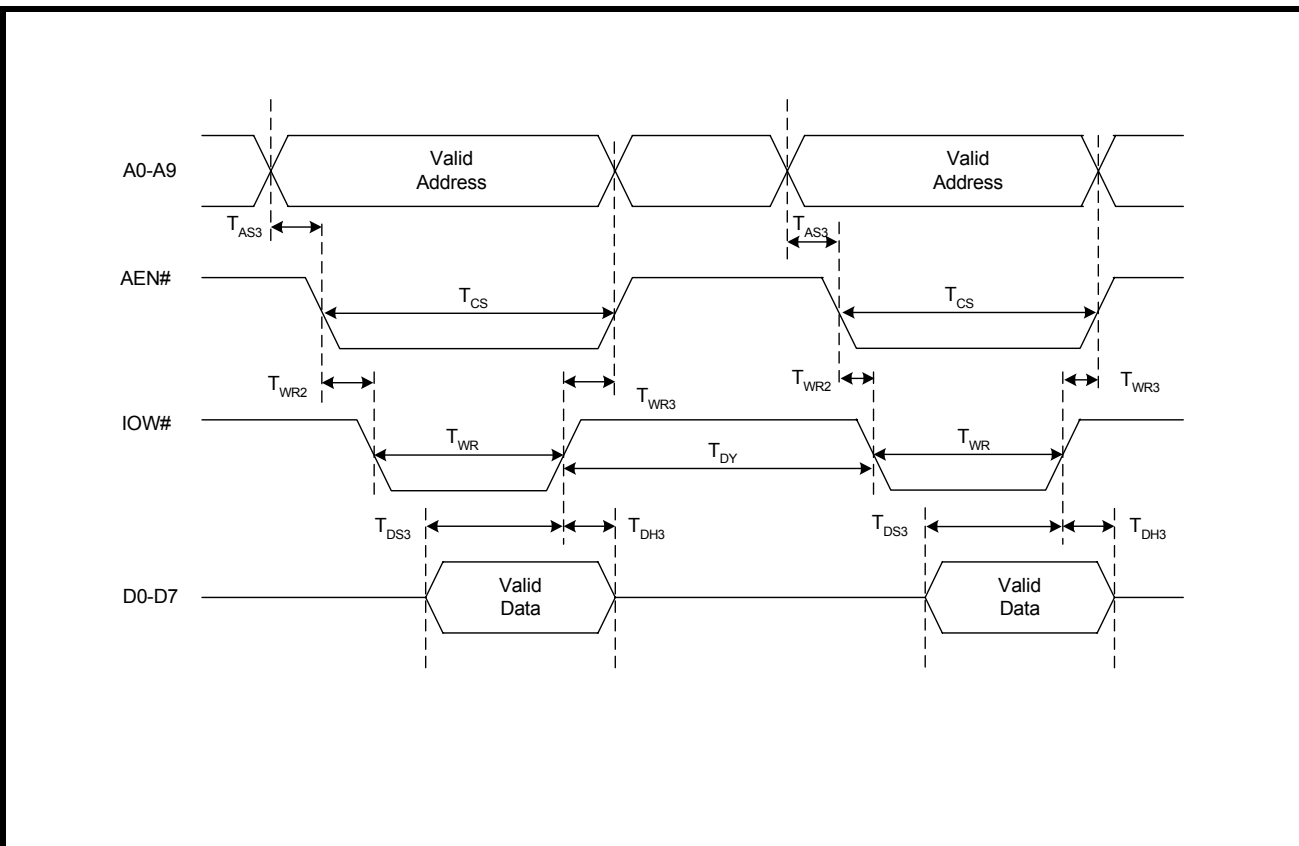 A0-A9
Valid
Address
Valid
Address
TAS3
TAS3
AEN#
TCS
TCS
TWR2
TWR3
TWR2
TWR3
IOW#
TWR
TDY
TWR
TDS3
TDH3
TDS3
TDH3
D0-D7
Valid
Data
Valid
Data